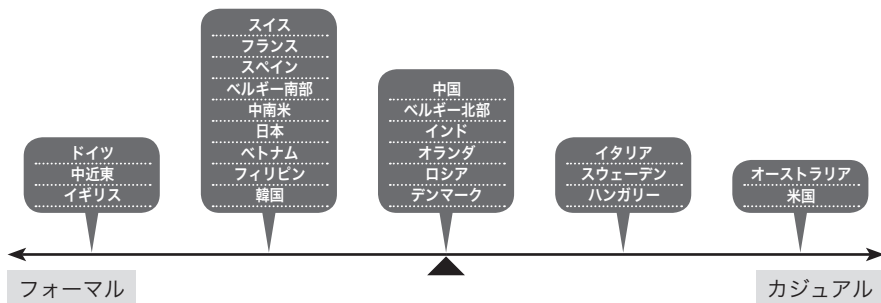 ドイツ
中近東
イギリス
スイス
フランス
スペイン
ベルギー南部
中南米
日本
ベトナム
フィリピン
韓国
中国
ベルギー北部
インド
オランダ
ロシア
デンマーク
イタリア
スウェーデン
ハンガリー
オーストラリア
米国
フォーマル
カジュアル